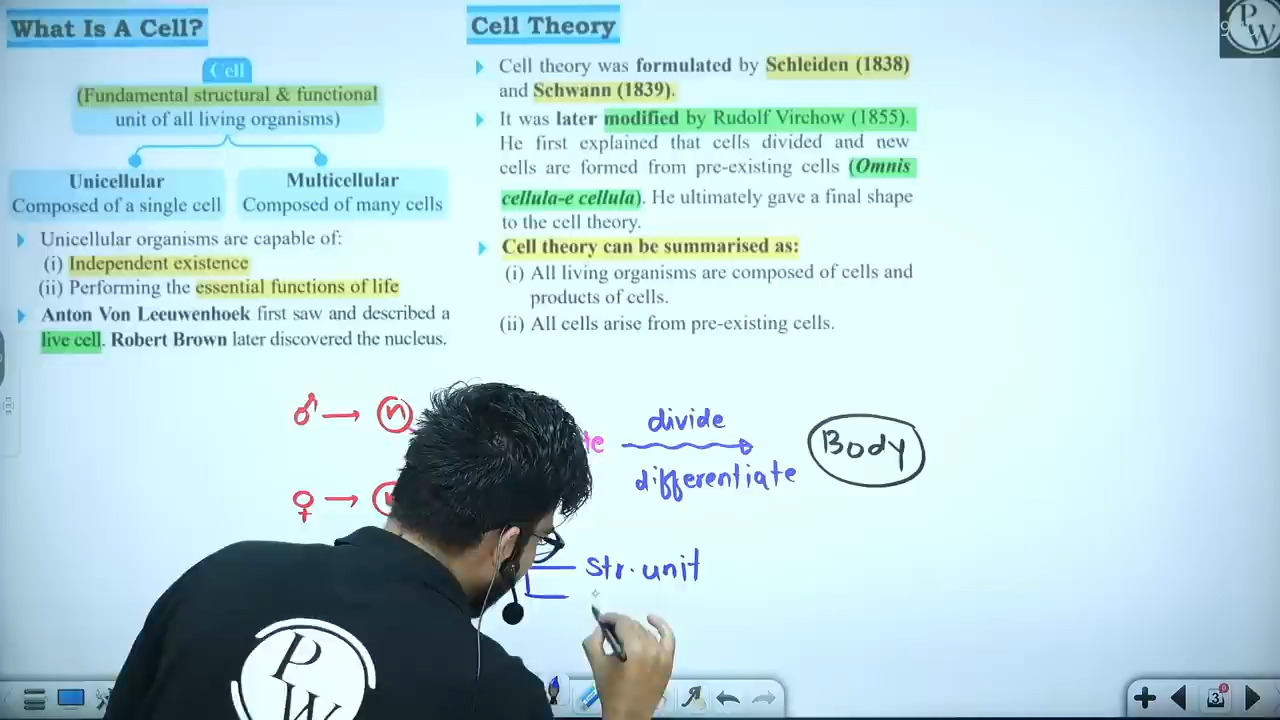 What Is A Cell?
Cell
(Fundamental structural & functional
unit of all living organisms)
Unicellular
Composed of a single cell
Multicellular
Composed of many cells
Unicellular organisms are capable of:
(i) Independent existence
(ii) Performing the essential functions of life
Anton Von Leeuwenhoek first saw and described a
live cell. Robert Brown later discovered the nucleus.
Cell Theory
Cell theory was formulated by Schleiden (1838)
and Schwann (1839).
It was later modified by Rudolf Virchow (1855).
He first explained that cells divided and new
cells are formed from pre-existing cells (Omnis
cellula-e cellula). He ultimately gave a final shape
to the cell theory.
Cell theory can be summarised as:
(i) All living organisms are composed of cells and
products of cells.
(ii) All cells arise from pre-existing cells.
♂ → n
♀ →
divide
differentiate
Body
Str. unit
PW
PW
3